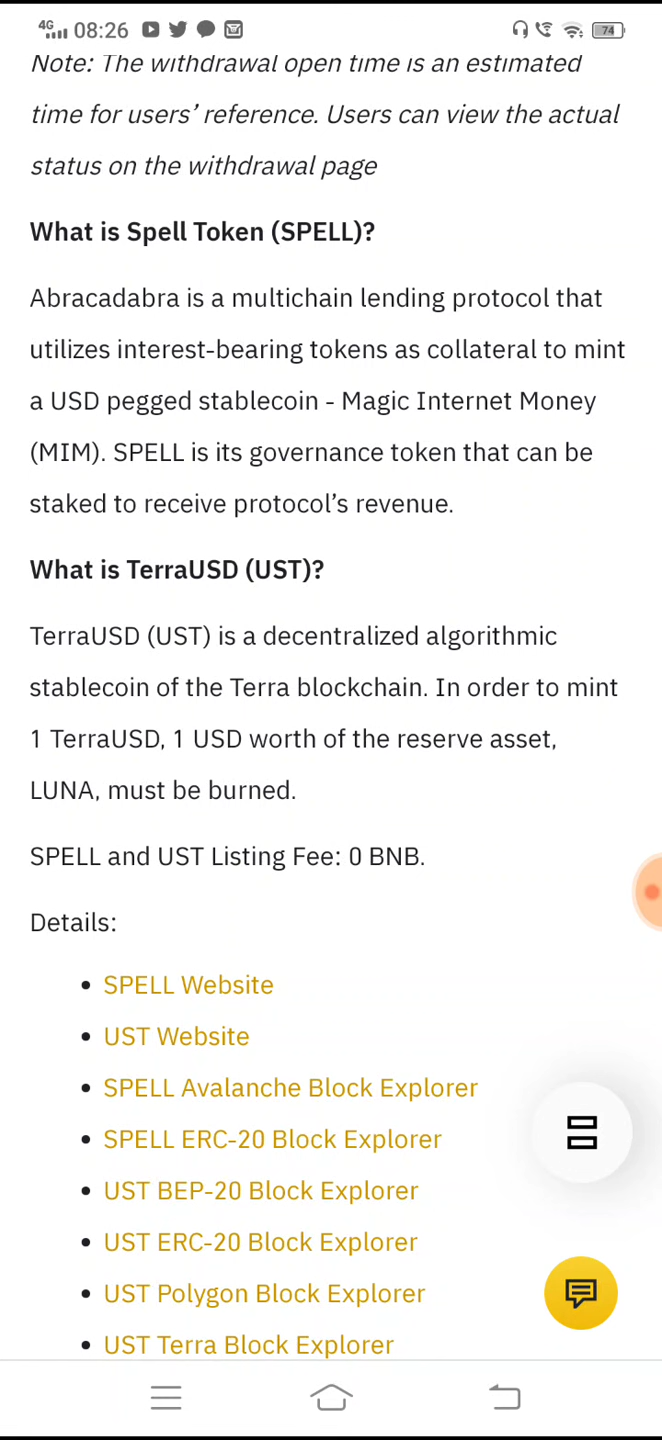 4G 08:26 74
Note: The withdrawal open time is an estimated
time for users’ reference. Users can view the actual
status on the withdrawal page
What is Spell Token (SPELL)?
Abracadabra is a multichain lending protocol that
utilizes interest-bearing tokens as collateral to mint
a USD pegged stablecoin - Magic Internet Money
(MIM). SPELL is its governance token that can be
staked to receive protocol’s revenue.
What is TerraUSD (UST)?
TerraUSD (UST) is a decentralized algorithmic
stablecoin of the Terra blockchain. In order to mint
1 TerraUSD, 1 USD worth of the reserve asset,
LUNA, must be burned.
SPELL and UST Listing Fee: 0 BNB.
Details:
• SPELL Website
• UST Website
• SPELL Avalanche Block Explorer
• SPELL ERC-20 Block Explorer
• UST BEP-20 Block Explorer
• UST ERC-20 Block Explorer
• UST Polygon Block Explorer
• UST Terra Block Explorer